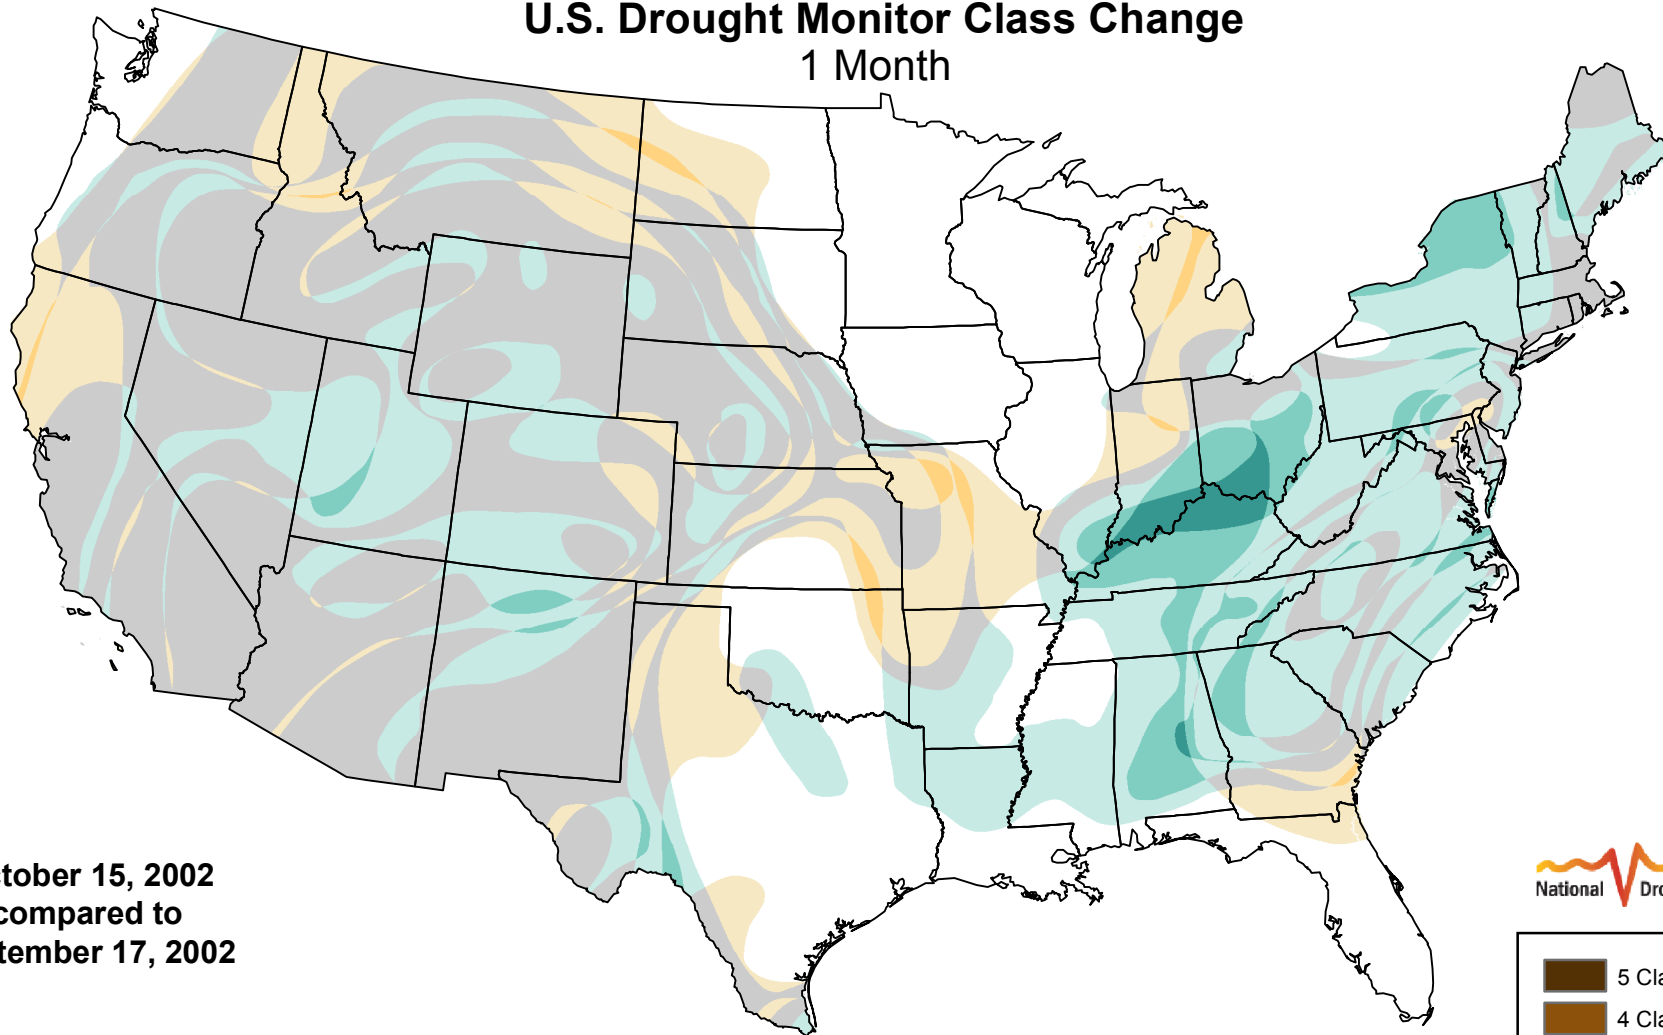 U.S. Drought Monitor Class Change
1 Month
tober 15, 2002
compared to
tember 17, 2002
National Dro
5 Cla
4 Cla